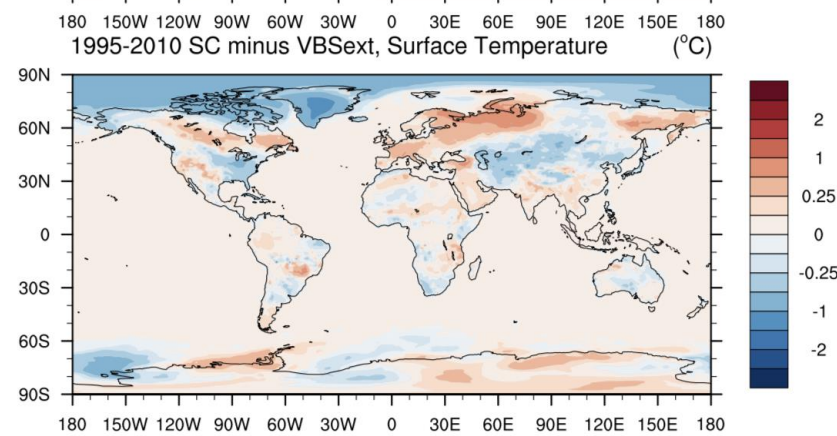 180 150W 120W 90W 60W 30W 0 30E 60E 90E 120E 150E 180
1995-2010 SC minus VBSext, Surface Temperature (°C)
90N
60N
30N
0
30S
60S
90S
180 150W 120W 90W 60W 30W 0 30E 60E 90E 120E 150E 180
2
1
0.25
0
-0.25
-1
-2